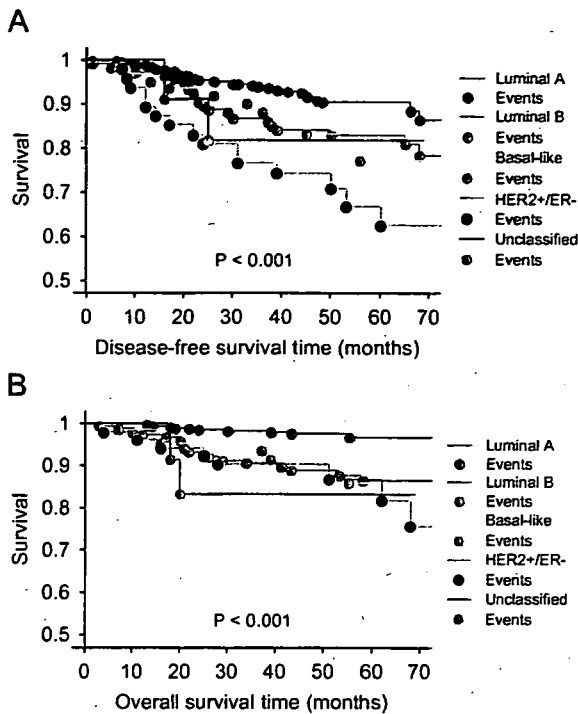 A
1
0.9
0.8
0.7
0.6
0.5
Survival
P < 0.001
0 10 20 30 40 50 60 70
Disease-free survival time (months)
Luminal A
Events
Luminal B
Events
Basal-like
Events
HER2+/ER-
Events
Unclassified
Events
B
1
0.9
0.8
0.7
0.6
0.5
Survival
P < 0.001
0 10 20 30 40 50 60 70
Overall survival time (months)
Luminal A
Events
Luminal B
Events
Basal-like
Events
HER2+/ER-
Events
Unclassified
Events